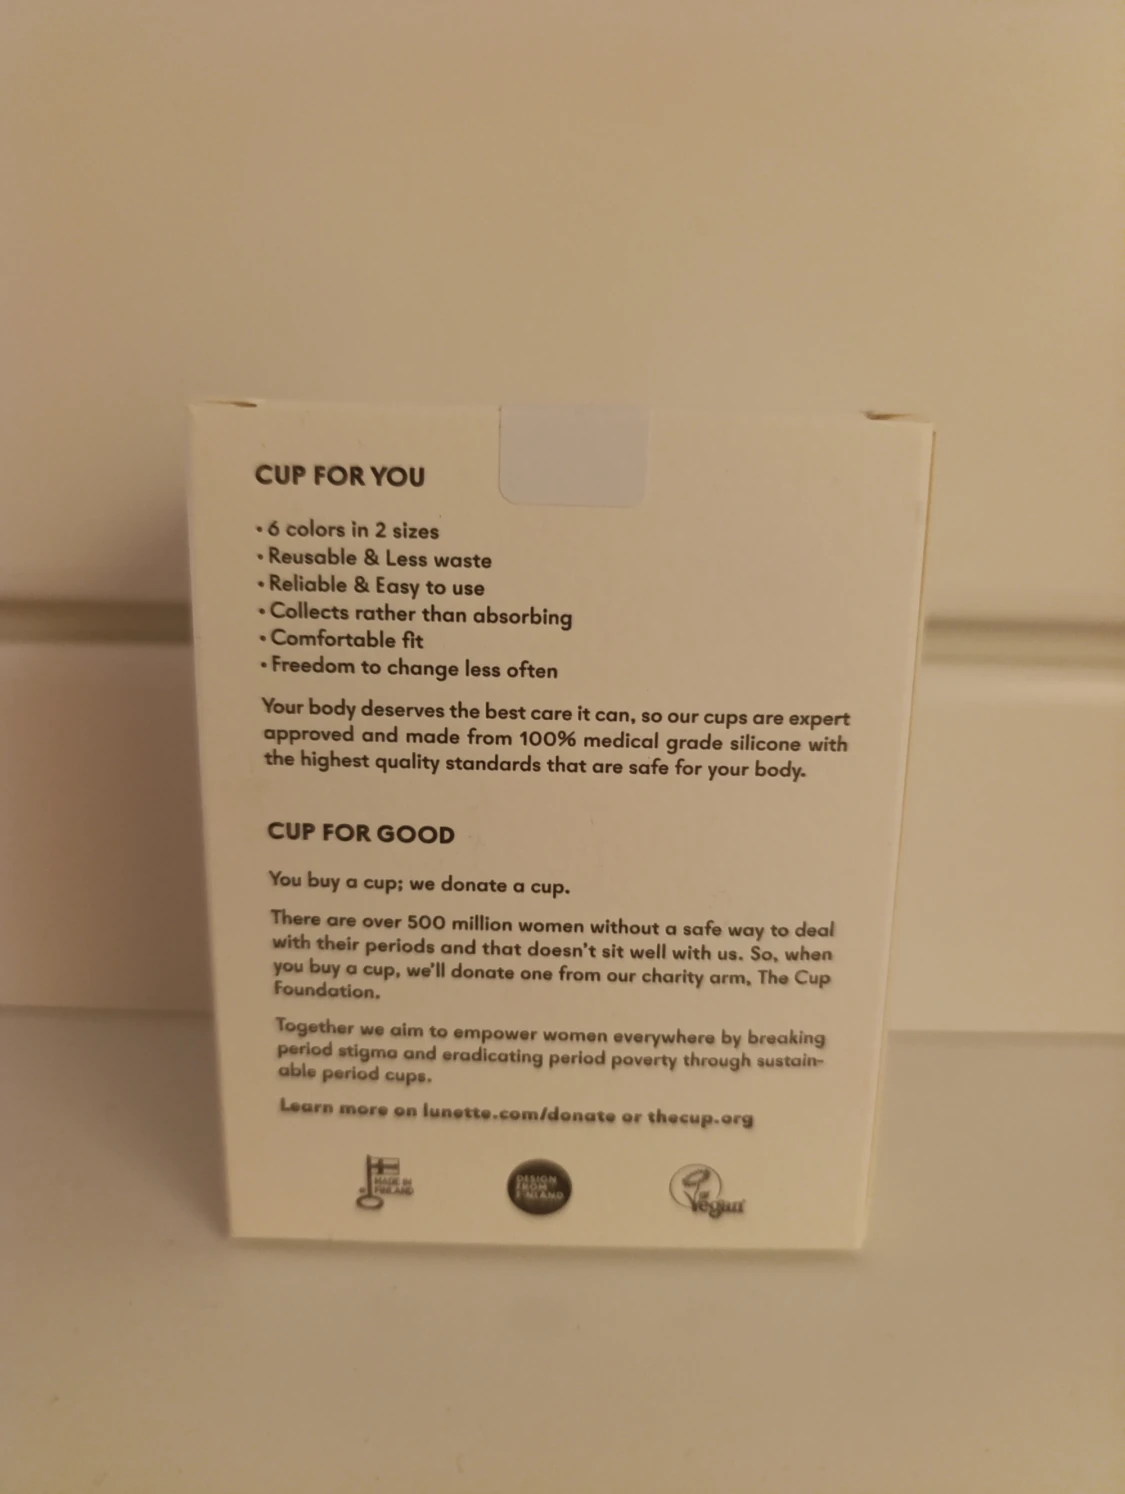 CUP FOR YOU
• 6 colors in 2 sizes
• Reusable & Less waste
• Reliable & Easy to use
• Collects rather than absorbing
• Comfortable fit
• Freedom to change less often
Your body deserves the best care it can, so our cups are expert
approved and made from 100% medical grade silicone with
the highest quality standards that are safe for your body.
CUP FOR GOOD
You buy a cup; we donate a cup.
There are over 500 million women without a safe way to deal
with their periods and that doesn't sit well with us. So, when
you buy a cup, we'll donate one from our charity arm, The Cup
Foundation.
Together we aim to empower women everywhere by breaking
period stigma and eradicating period poverty through sustain-
able period cups.
Learn more on lunette.com/donate or thecup.org
MADE IN
FINLAND
DESIGN
FROM
FINLAND
Vegan